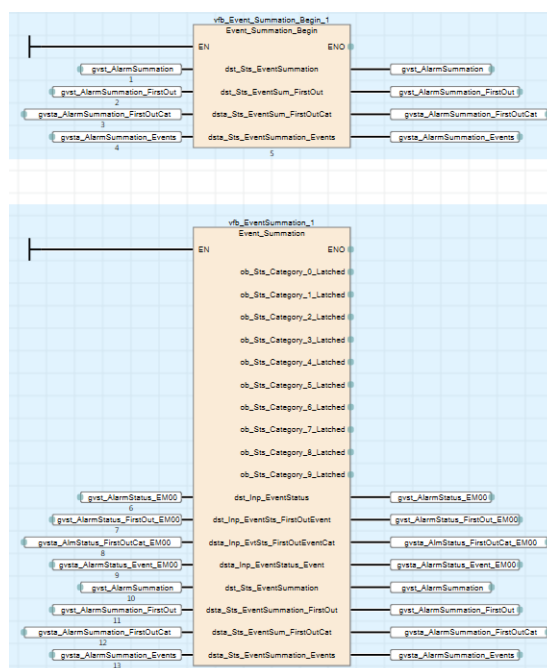 vfb_Event_Summation_Begin_1
Event_Summation_Begin
EN ENO
gvst_AlarmSummation dst_Sts_EventSummation gvst_AlarmSummation
1
gvst_AlarmSummation_FirstOut dst_Sts_EventSum_FirstOut gvst_AlarmSummation_FirstOut
2
gvsta_AlarmSummation_FirstOutCat dsta_Sts_EventSum_FirstOutCat gvsta_AlarmSummation_FirstOutCat
3
gvsta_AlarmSummation_Events dsta_Sts_EventSummation_Events gvsta_AlarmSummation_Events
4 5
vfb_EventSummation_1
Event_Summation
EN ENO
ob_Sts_Category_0_Latched
ob_Sts_Category_1_Latched
ob_Sts_Category_2_Latched
ob_Sts_Category_3_Latched
ob_Sts_Category_4_Latched
ob_Sts_Category_5_Latched
ob_Sts_Category_6_Latched
ob_Sts_Category_7_Latched
ob_Sts_Category_8_Latched
ob_Sts_Category_9_Latched
gvst_AlarmStatus_EM00 dst_Inp_EventStatus gvst_AlarmStatus_EM00
6
gvst_AlarmStatus_FirstOut_EM00 dst_Inp_EventSts_FirstOutEvent gvst_AlarmStatus_FirstOut_EM00
7
gvsta_AlmStatus_FirstOutCat_EM00 dsta_Inp_EvtSts_FirstOutEventCat gvsta_AlmStatus_FirstOutCat_EM00
8
gvsta_AlarmStatus_Event_EM00 dsta_Inp_EventStatus_Event gvsta_AlarmStatus_Event_EM00
9
gvst_AlarmSummation dst_Sts_EventSummation gvst_AlarmSummation
10
gvst_AlarmSummation_FirstOut dsta_Sts_EventSummation_FirstOut gvst_AlarmSummation_FirstOut
11
gvsta_AlarmSummation_FirstOutCat dsta_Sts_EventSum_FirstOutCat gvsta_AlarmSummation_FirstOutCat
12
gvsta_AlarmSummation_Events dsta_Sts_EventSummation_Events gvsta_AlarmSummation_Events
13